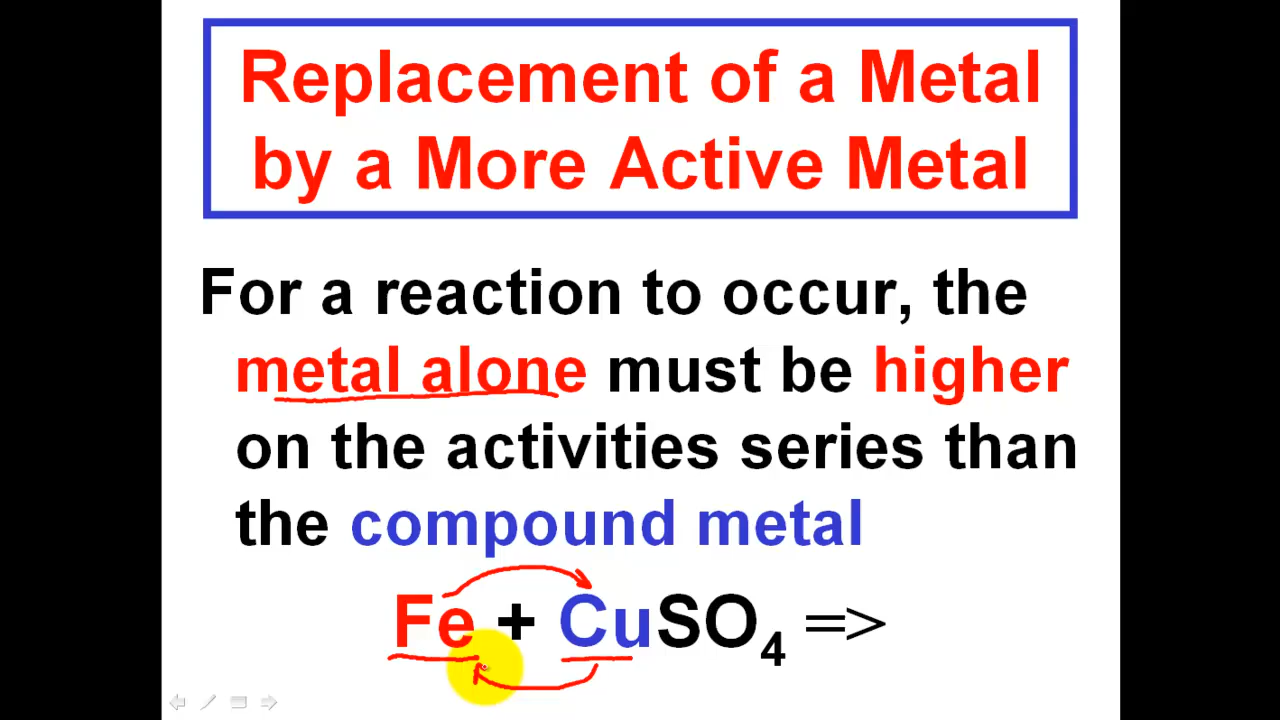 Replacement of a Metal
by a More Active Metal
For a reaction to occur, the
metal alone must be higher
on the activities series than
the compound metal
Fe + CuSO₄ =>